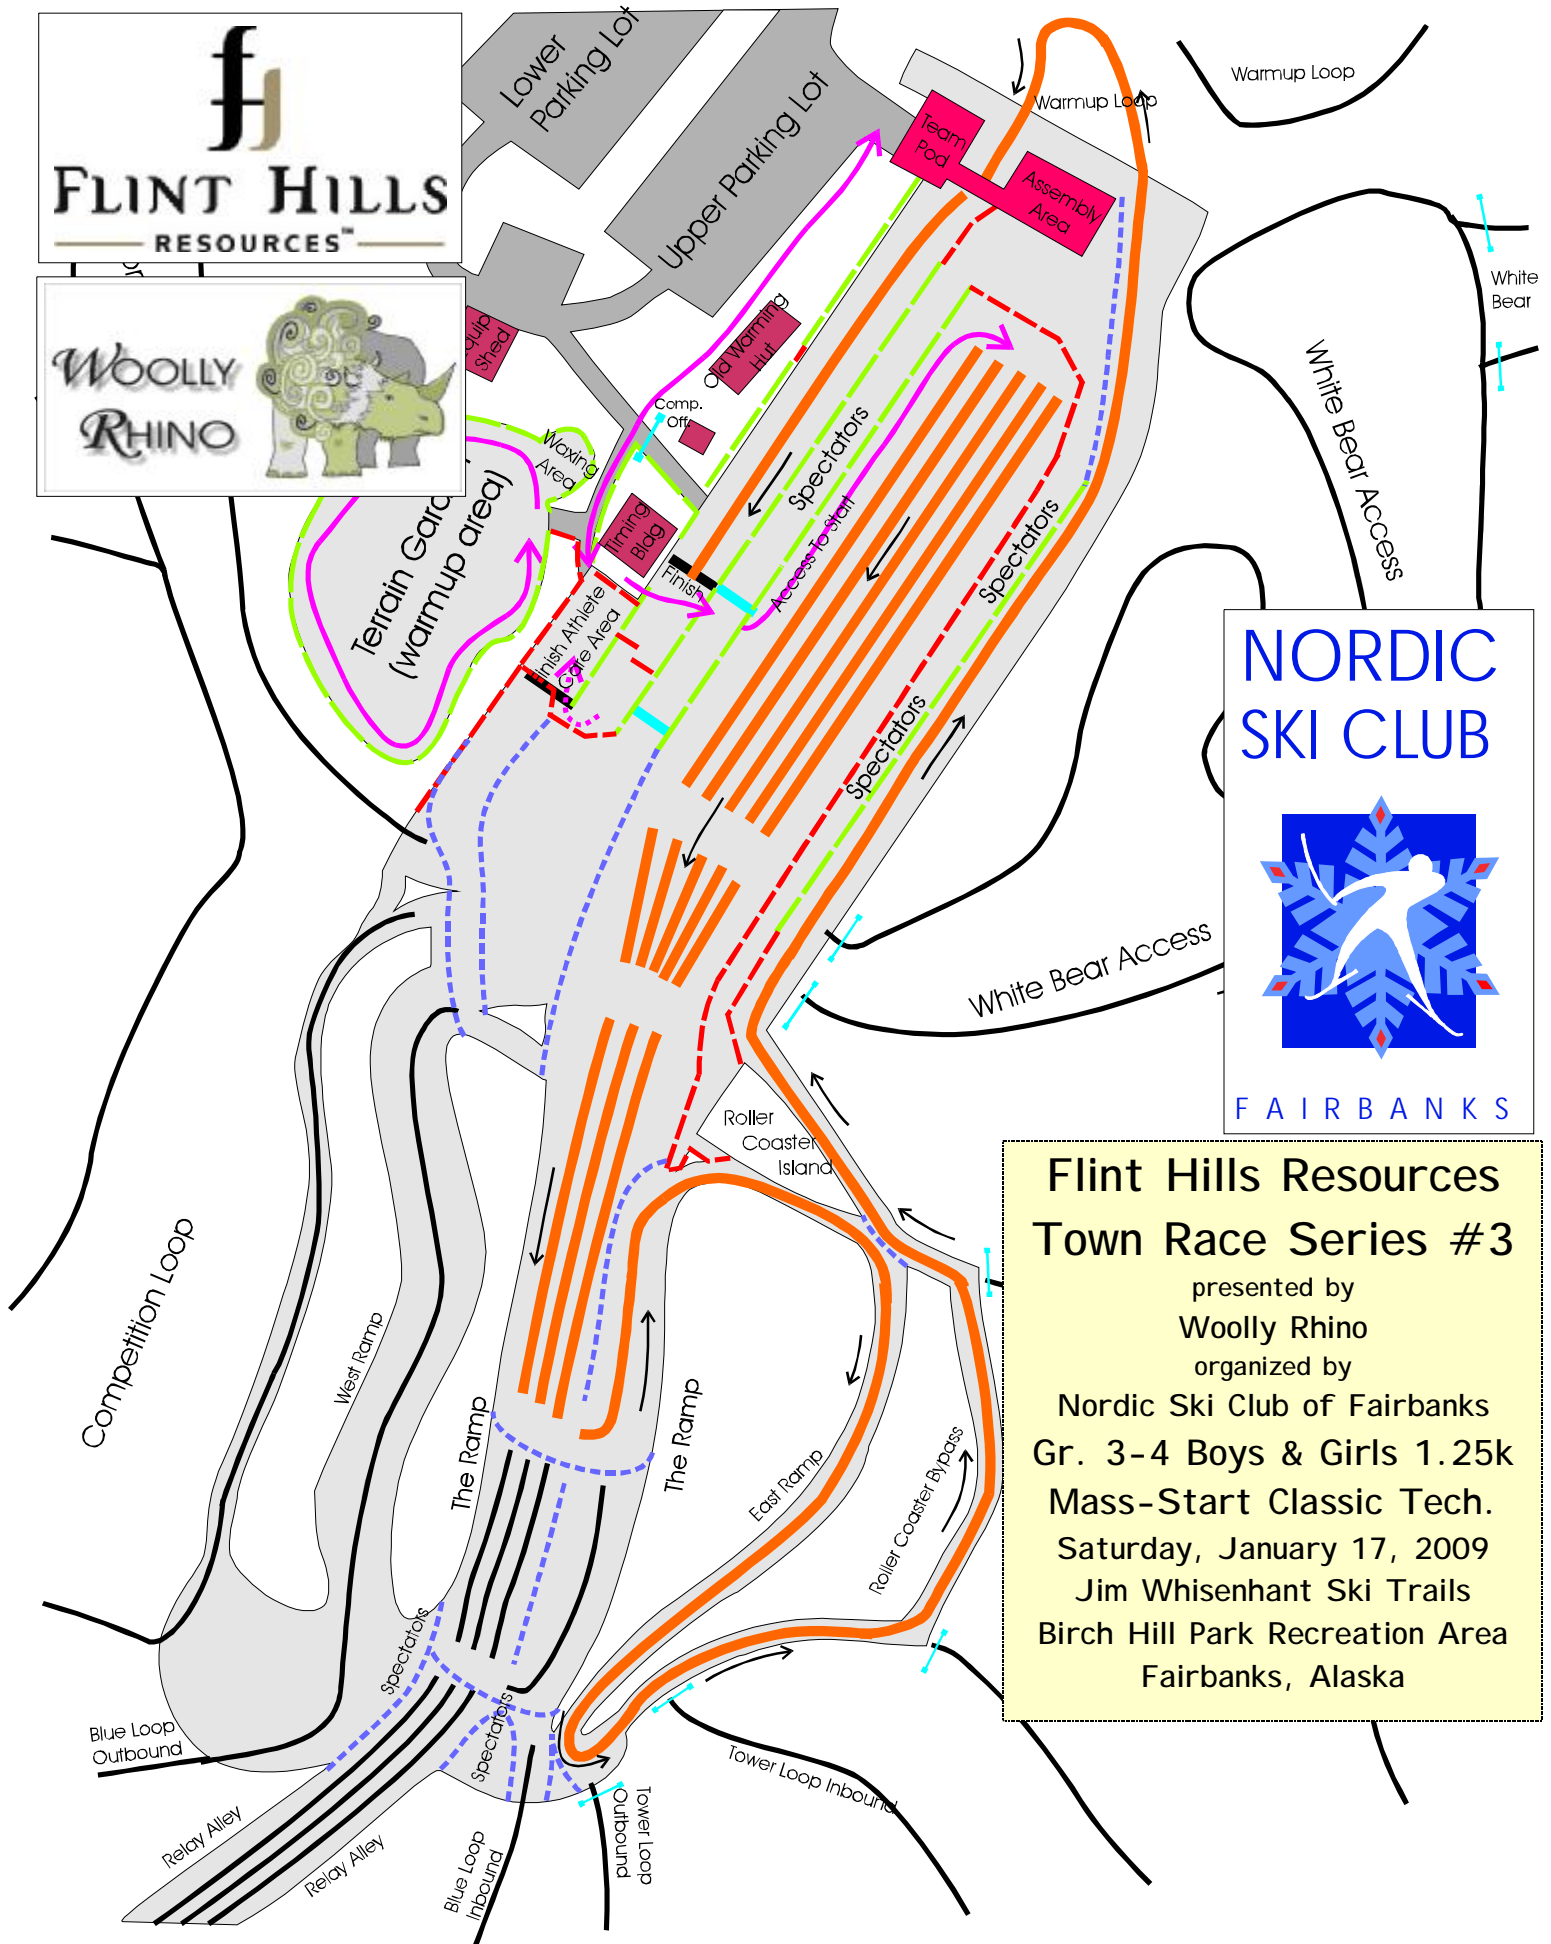 FLINT HILLS
RESOURCES™
WOOLLY
RHINO
Lower
Parking Lot
Upper Parking Lot
Team
Pod
Assembly
Area
Warmup Loop
Warmup Loop
White
Bear
White Bear Access
Shed
Old Warming
Hut
Comp.
Off.
Waxing
Area
Timing
Bldg
Finish
Terrain
(warmup area)
Finish Athlete
Care Area
Spectators
Access To Start
Spectators
Spectators
White Bear Access
NORDIC
SKI CLUB
FAIRBANKS
Roller
Coaster
Island
Competition Loop
West Ramp
The Ramp
The Ramp
East Ramp
Roller Coaster Bypass
Spectators
Spectators
Blue Loop
Outbound
Relay Alley
Relay Alley
Blue Loop
Inbound
Tower Loop
Outbound
Tower Loop Inbound
Flint Hills Resources
Town Race Series #3
presented by
Woolly Rhino
organized by
Nordic Ski Club of Fairbanks
Gr. 3-4 Boys & Girls 1.25k
Mass-Start Classic Tech.
Saturday, January 17, 2009
Jim Whisenhant Ski Trails
Birch Hill Park Recreation Area
Fairbanks, Alaska